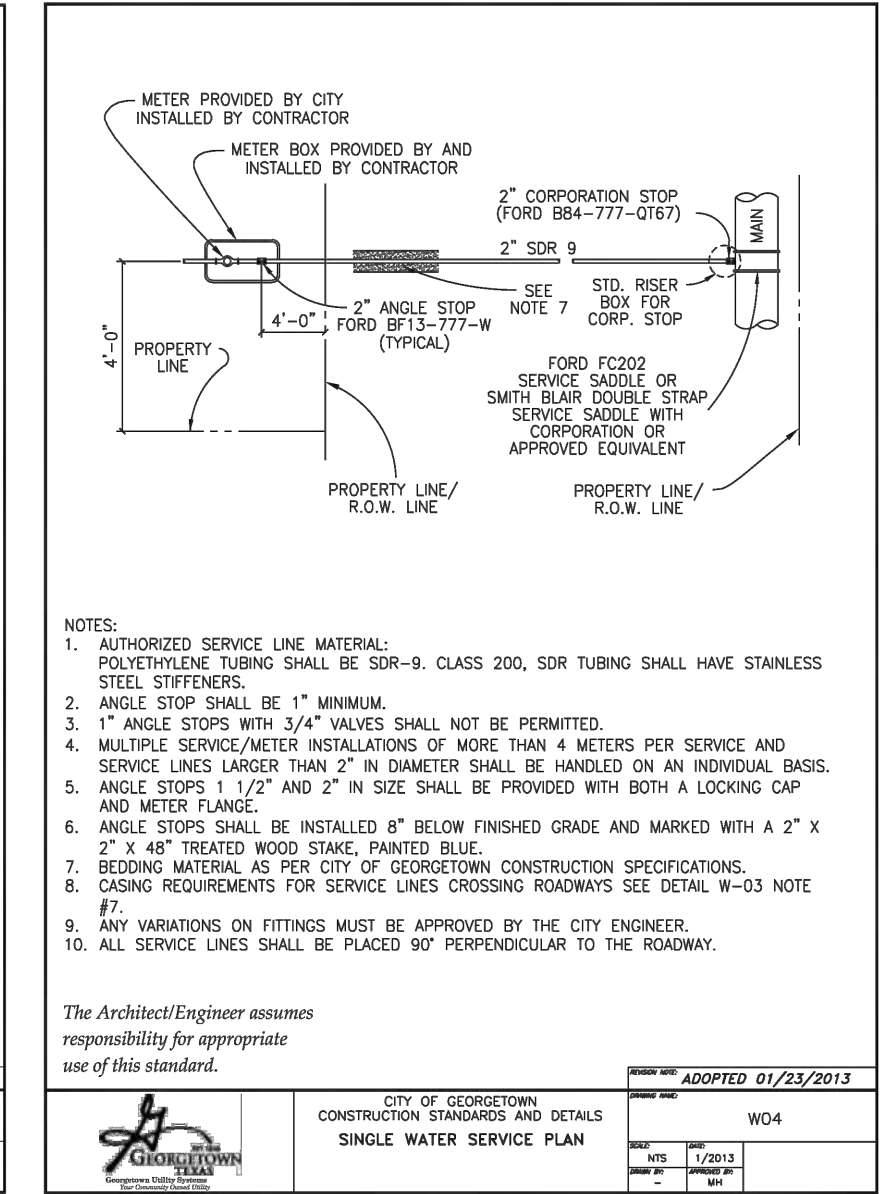 METER PROVIDED BY CITY
INSTALLED BY CONTRACTOR
METER BOX PROVIDED BY AND
INSTALLED BY CONTRACTOR
2" CORPORATION STOP
(FORD B84-777-QT67)
MAIN
2" SDR 9
SEE
NOTE 7
STD. RISER
BOX FOR
CORP. STOP
2" ANGLE STOP
FORD BF13-777-W
(TYPICAL)
4'-0"
4'-0"
PROPERTY
LINE
FORD FC202
SERVICE SADDLE OR
SMITH BLAIR DOUBLE STRAP
SERVICE SADDLE WITH
CORPORATION OR
APPROVED EQUIVALENT
PROPERTY LINE/
R.O.W. LINE
PROPERTY LINE/
R.O.W. LINE
NOTES:
1. AUTHORIZED SERVICE LINE MATERIAL:
POLYETHYLENE TUBING SHALL BE SDR-9. CLASS 200, SDR TUBING SHALL HAVE STAINLESS
STEEL STIFFENERS.
2. ANGLE STOP SHALL BE 1" MINIMUM.
3. 1" ANGLE STOPS WITH 3/4" VALVES SHALL NOT BE PERMITTED.
4. MULTIPLE SERVICE/METER INSTALLATIONS OF MORE THAN 4 METERS PER SERVICE AND
SERVICE LINES LARGER THAN 2" IN DIAMETER SHALL BE HANDLED ON AN INDIVIDUAL BASIS.
5. ANGLE STOPS 1 1/2" AND 2" IN SIZE SHALL BE PROVIDED WITH BOTH A LOCKING CAP
AND METER FLANGE.
6. ANGLE STOPS SHALL BE INSTALLED 8" BELOW FINISHED GRADE AND MARKED WITH A 2" X
2" X 48" TREATED WOOD STAKE, PAINTED BLUE.
7. BEDDING MATERIAL AS PER CITY OF GEORGETOWN CONSTRUCTION SPECIFICATIONS.
8. CASING REQUIREMENTS FOR SERVICE LINES CROSSING ROADWAYS SEE DETAIL W-03 NOTE
#7.
9. ANY VARIATIONS ON FITTINGS MUST BE APPROVED BY THE CITY ENGINEER.
10. ALL SERVICE LINES SHALL BE PLACED 90° PERPENDICULAR TO THE ROADWAY.
The Architect/Engineer assumes
responsibility for appropriate
use of this standard.
REVISION NOTE: ADOPTED 01/23/2013
GEORGETOWN
TEXAS
Georgetown Utility Systems
Your Community Owned Utility
CITY OF GEORGETOWN
CONSTRUCTION STANDARDS AND DETAILS
SINGLE WATER SERVICE PLAN
DRAWING NAME:
W04
SCALE: NTS
DATE: 1/2013
DRAWN BY: -
APPROVED BY: MH